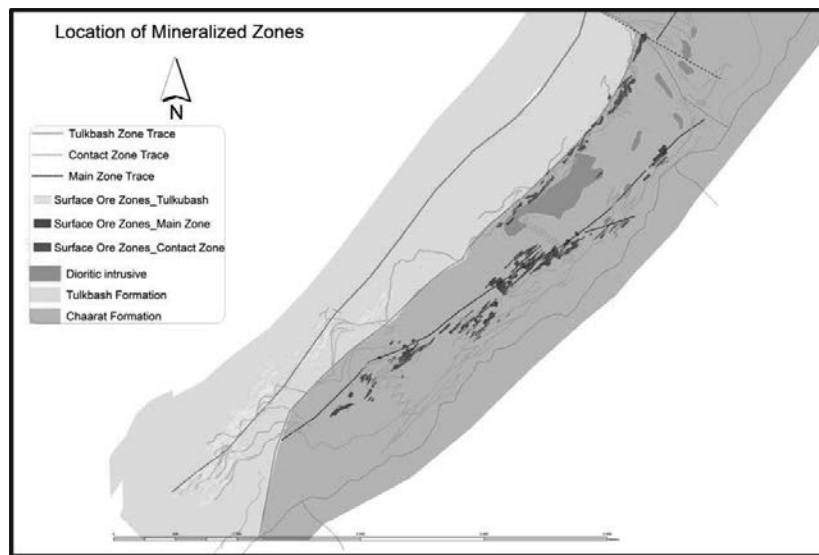 Location of Mineralized Zones
N
Tulkbash Zone Trace
Contact Zone Trace
Main Zone Trace
Surface Ore Zones_Tulkubash
Surface Ore Zones_Main Zone
Surface Ore Zones_Contact Zone
Dioritic intrusive
Tulkbash Formation
Chaarat Formation